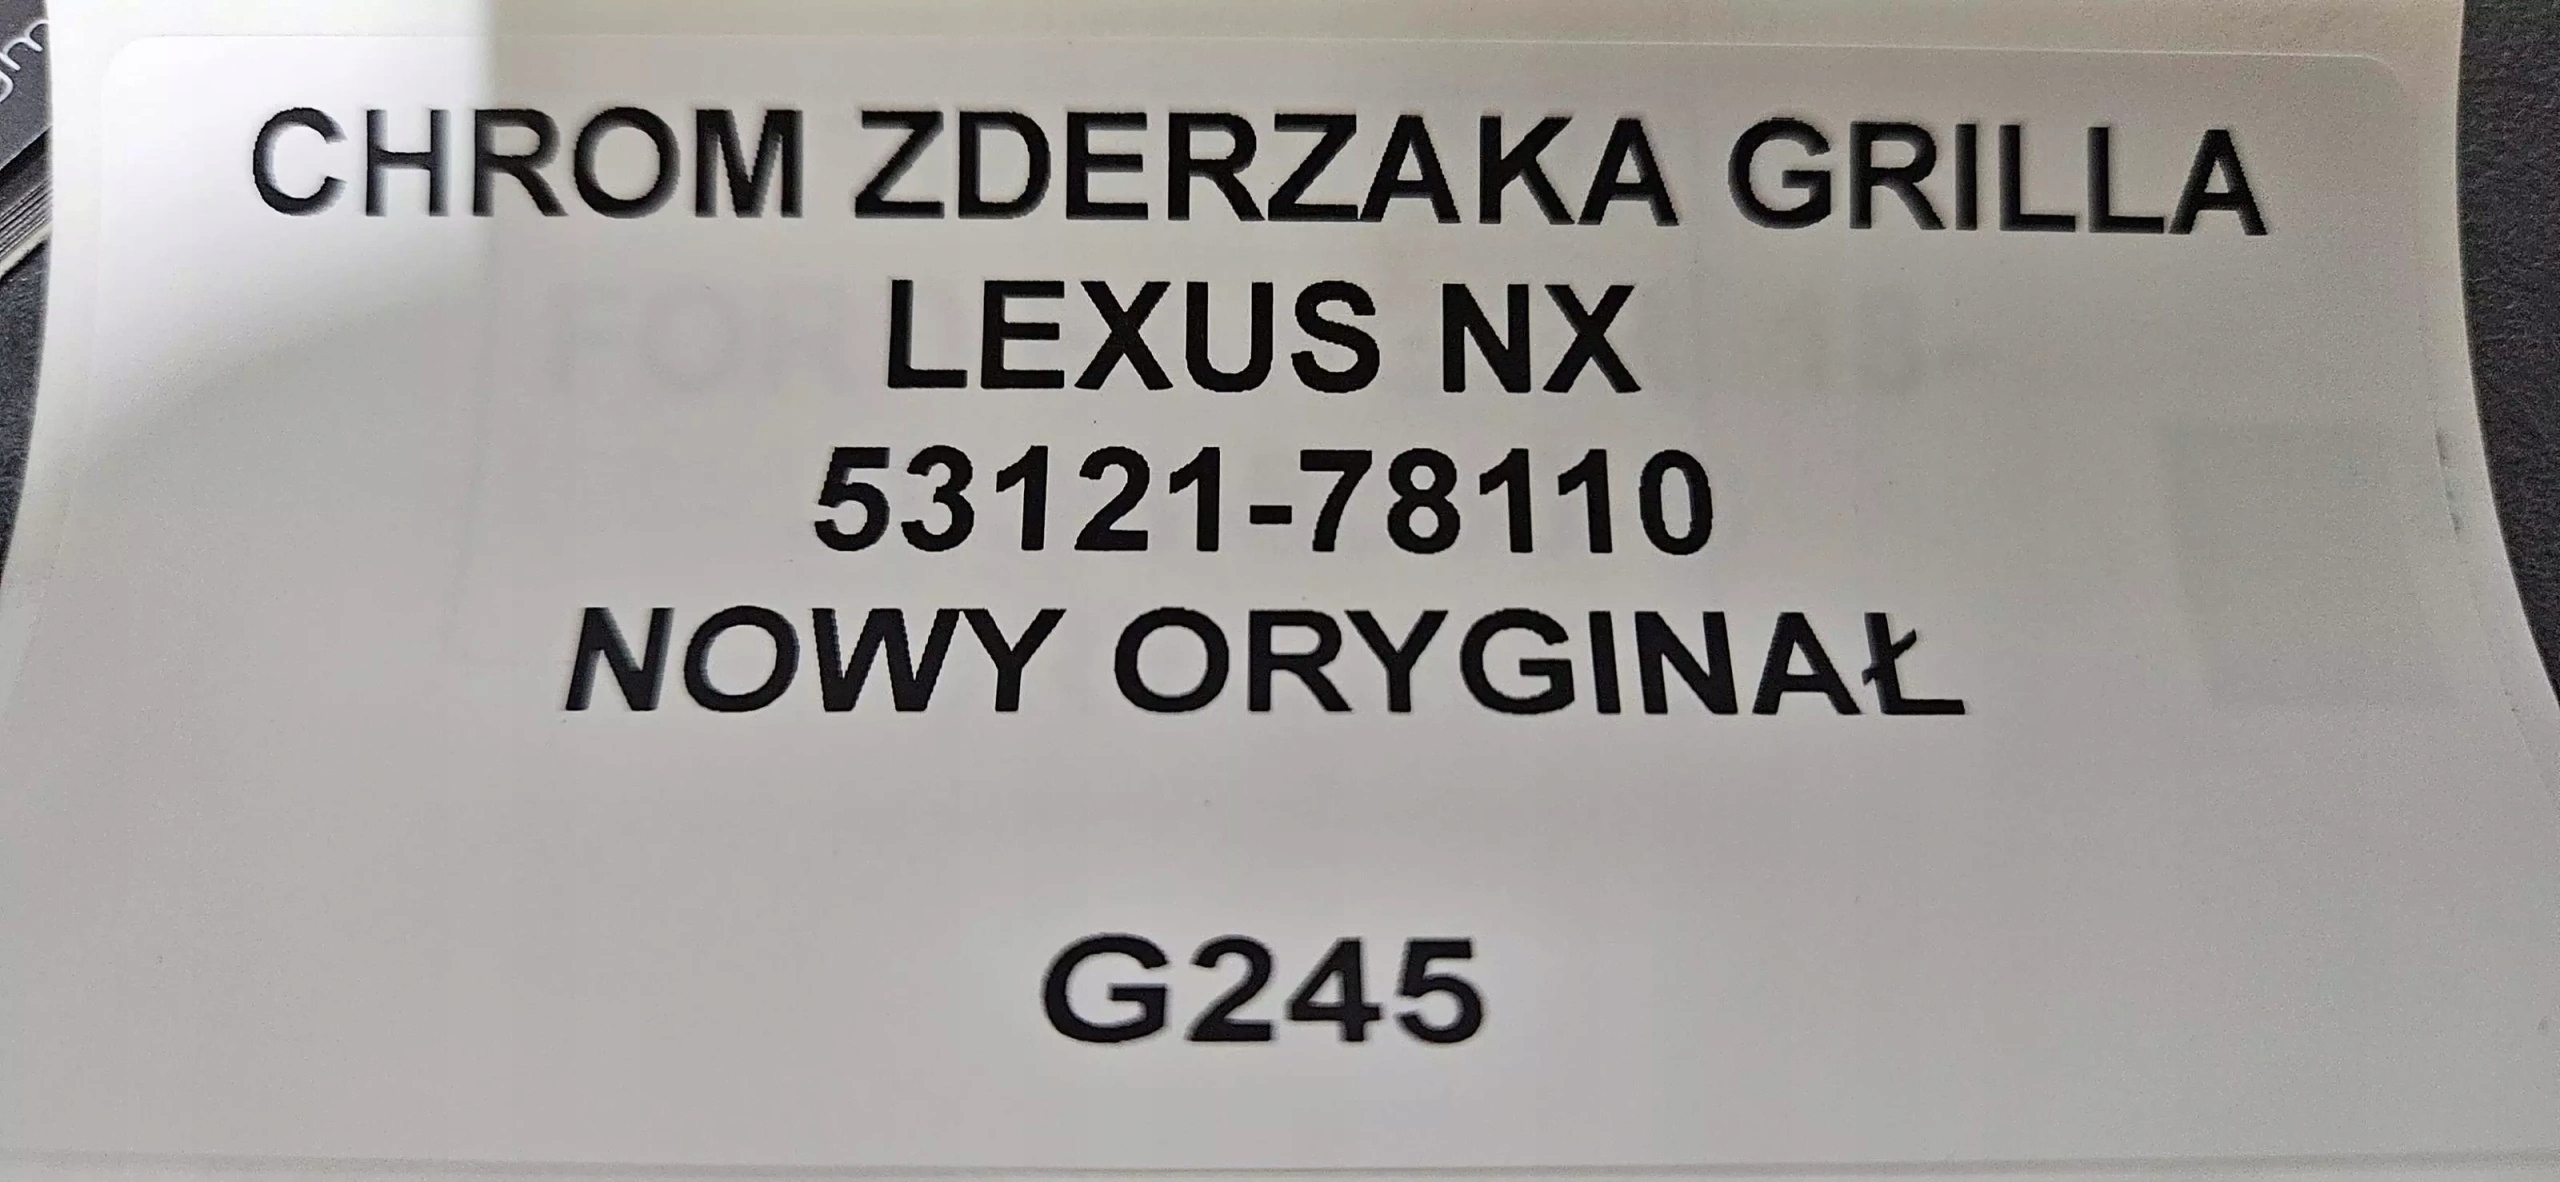 CHROM ZDERZAKA GRILLA
LEXUS NX
53121-78110
NOWY ORYGINAŁ
G245